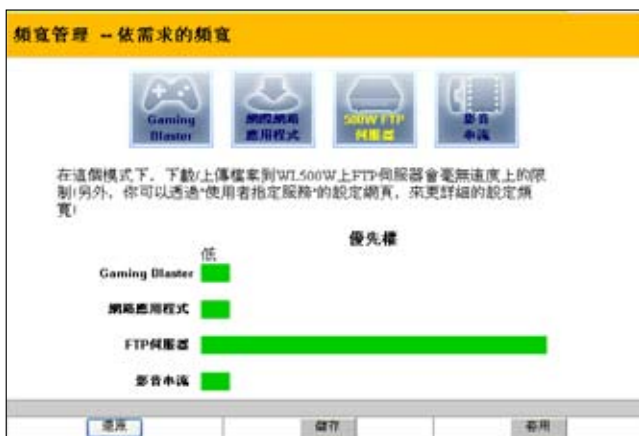 頻寬管理 -- 依需求的頻寬
Gaming
Blaster
網際網路
應用程式
500W FTP
伺服器
影音
串流
在這個模式下, 下載/上傳檔案到WL500W上FTP伺服器會毫無速度上的限
制!另外, 你可以透過"使用者指定服務"的設定網頁, 來更詳細的設定頻
寬!
優先權
低
Gaming Blaster
網路應用程式
FTP伺服器
影音串流
還原
儲存
套用